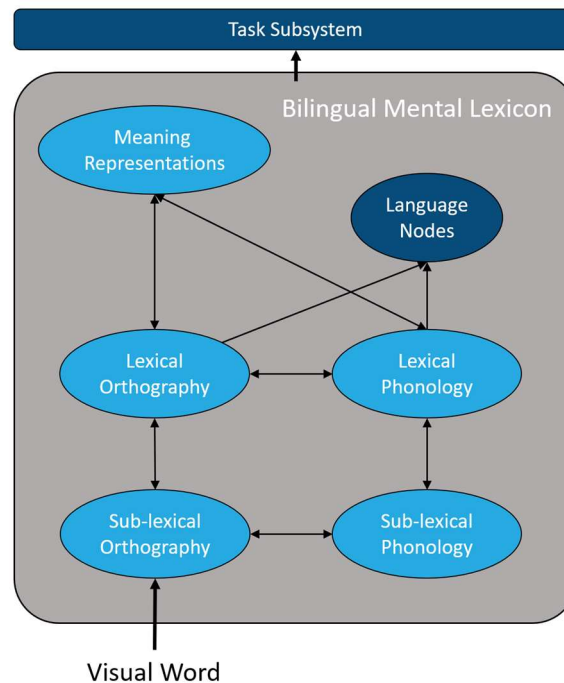 Task Subsystem
Bilingual Mental Lexicon
Meaning
Representations
Language
Nodes
Lexical
Orthography
Lexical
Phonology
Sub-lexical
Orthography
Sub-lexical
Phonology
Visual Word